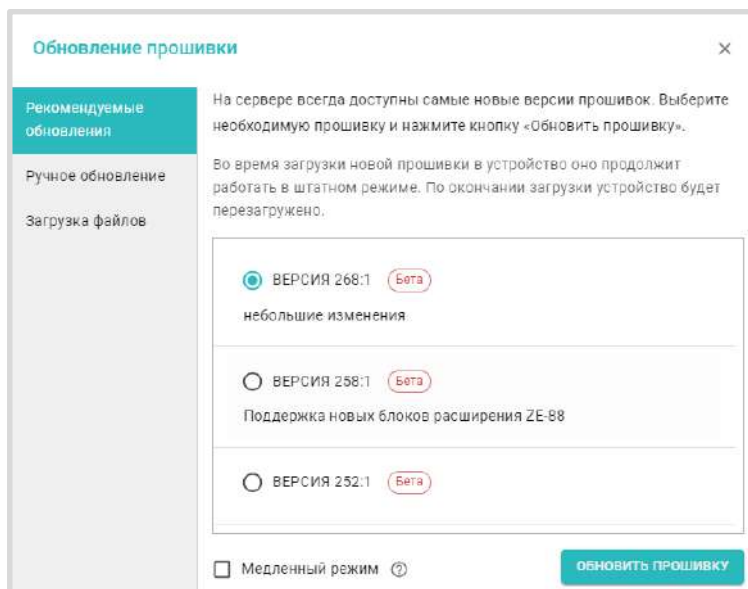 Обновление прошивки
Рекомендуемые
обновления
Ручное обновление
Загрузка файлов
На сервере всегда доступны самые новые версии прошивок. Выберите
необходимую прошивку и нажмите кнопку «Обновить прошивку».
Во время загрузки новой прошивки в устройство оно продолжит
работать в штатном режиме. По окончании загрузки устройство будет
перезагружено.
ВЕРСИЯ 268:1 Бета
небольшие изменения
ВЕРСИЯ 258:1 Бета
Поддержка новых блоков расширения ZE-88
ВЕРСИЯ 252:1 Бета
Медленный режим ?
ОБНОВИТЬ ПРОШИВКУ